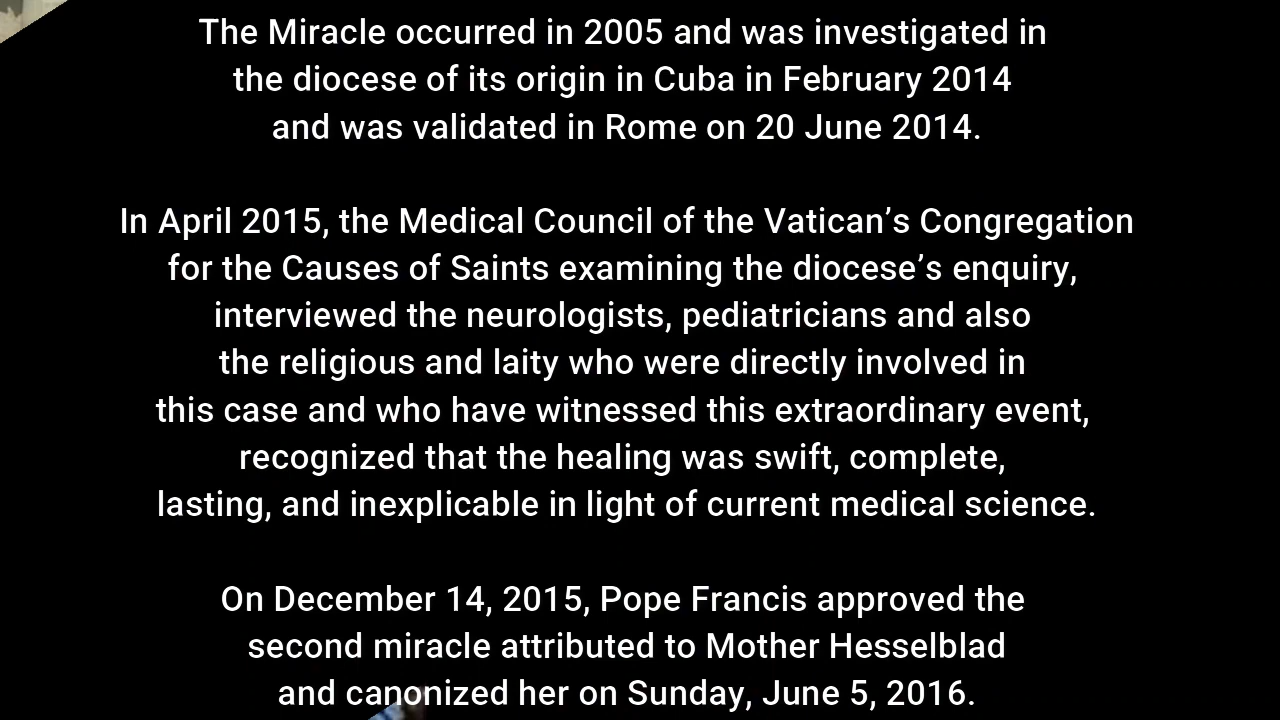 The Miracle occurred in 2005 and was investigated in
the diocese of its origin in Cuba in February 2014
and was validated in Rome on 20 June 2014.
In April 2015, the Medical Council of the Vatican’s Congregation
for the Causes of Saints examining the diocese’s enquiry,
interviewed the neurologists, pediatricians and also
the religious and laity who were directly involved in
this case and who have witnessed this extraordinary event,
recognized that the healing was swift, complete,
lasting, and inexplicable in light of current medical science.
On December 14, 2015, Pope Francis approved the
second miracle attributed to Mother Hesselblad
and canonized her on Sunday, June 5, 2016.